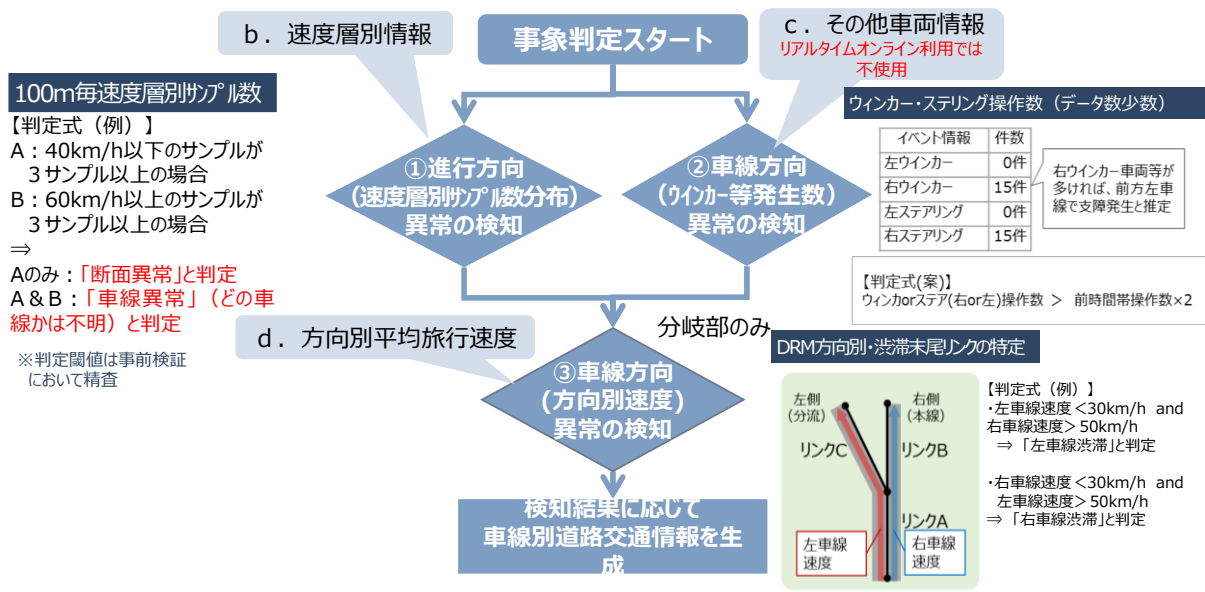 b．速度層別情報
事象判定スタート
c．その他車両情報
リアルタイムオンライン利用では
不使用
100m毎速度層別サンプル数
【判定式（例）】
A：40km/h以下のサンプルが
３サンプル以上の場合
B：60km/h以上のサンプルが
３サンプル以上の場合
⇒
Aのみ：「断面異常」と判定
A＆B：「車線異常」（どの車
線かは不明）と判定
※判定閾値は事前検証
において精査
①進行方向
(速度層別サンプル数分布)
異常の検知
②車線方向
(ウインカー等発生数)
異常の検知
ウィンカー・ステリング操作数（データ数少数）
イベント情報 件数
左ウインカー 0件
右ウインカー 15件
左ステアリング 0件
右ステアリング 15件
右ウインカー車両等が
多ければ、前方左車
線で支障発生と推定
【判定式(案)】
ウィンカorステア(右or左)操作数 ＞ 前時間帯操作数×2
d．方向別平均旅行速度
分岐部のみ
③車線方向
(方向別速度)
異常の検知
検知結果に応じて
車線別道路交通情報を生
成
DRM方向別・渋滞末尾リンクの特定
左側
(分流)
右側
(本線)
リンクC
リンクB
リンクA
左車線
速度
右車線
速度
【判定式（例）】
・左車線速度＜30km/h and
右車線速度＞50km/h
⇒ 「左車線渋滞」と判定
・右車線速度＜30km/h and
左車線速度＞50km/h
⇒ 「右車線渋滞」と判定